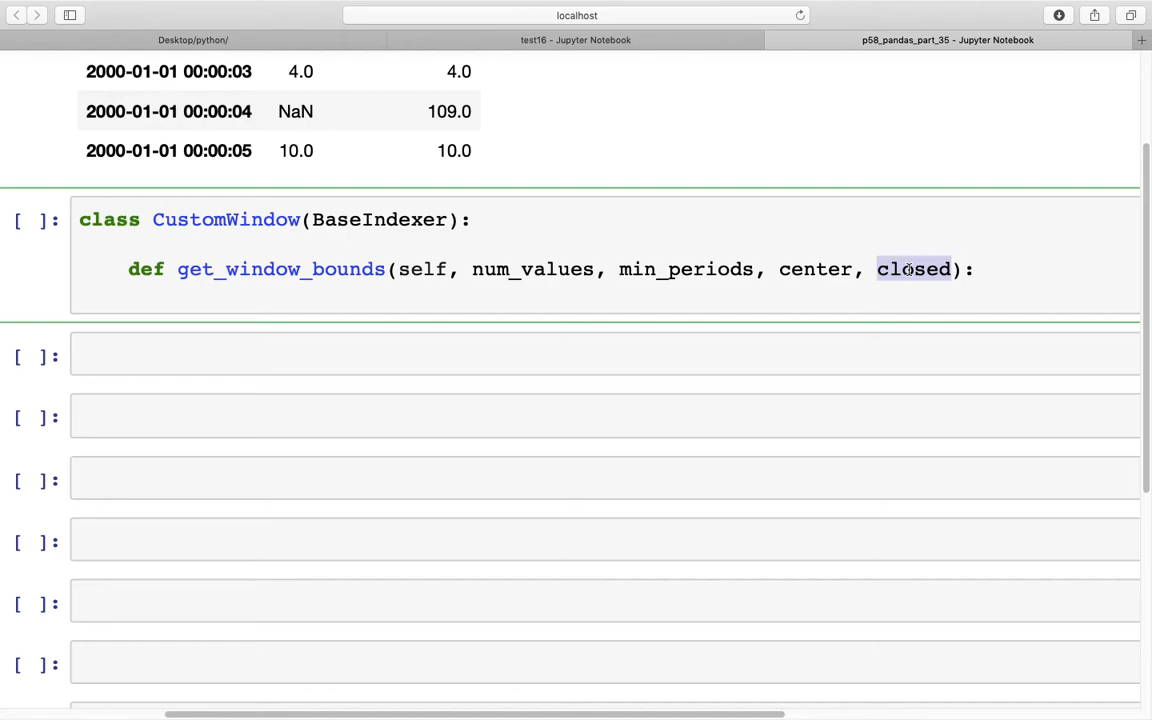 localhost
Desktop/python/ test16 - Jupyter Notebook p58_pandas_part_35 - Jupyter Notebook
2000-01-01 00:00:03 4.0 4.0
2000-01-01 00:00:04 NaN 109.0
2000-01-01 00:00:05 10.0 10.0
[ ]: class CustomWindow(BaseIndexer):
def get_window_bounds(self, num_values, min_periods, center, closed):
[ ]:
[ ]:
[ ]:
[ ]:
[ ]:
[ ]: